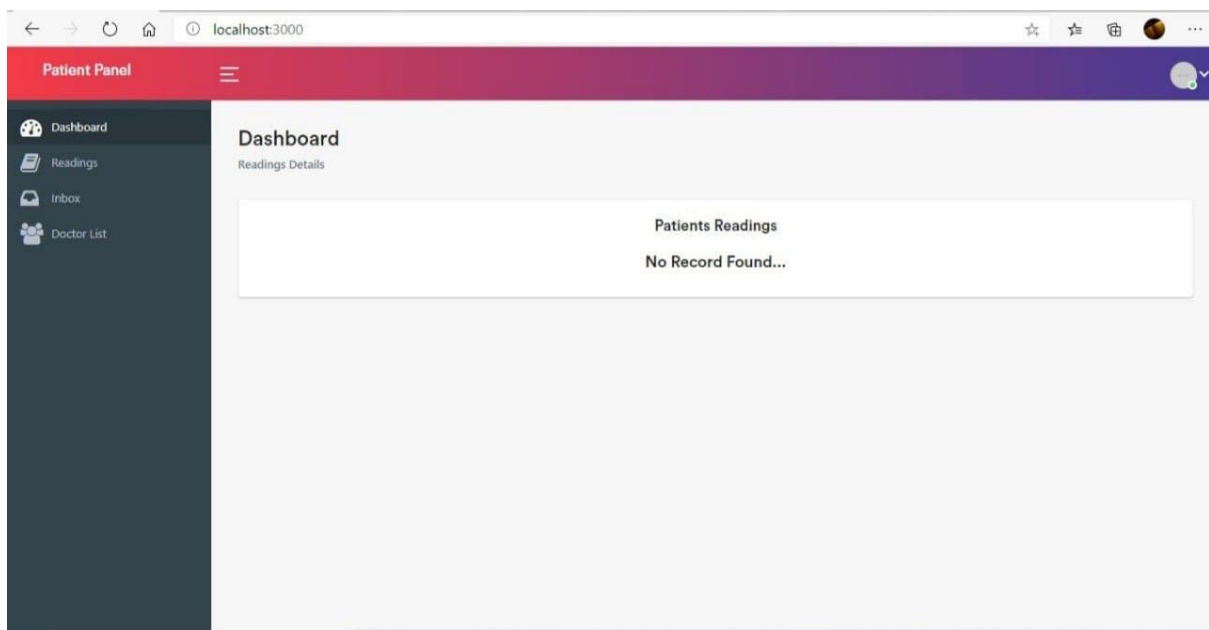 localhost:3000
Patient Panel
Dashboard
Readings
Inbox
Doctor List
Dashboard
Readings Details
Patients Readings
No Record Found...